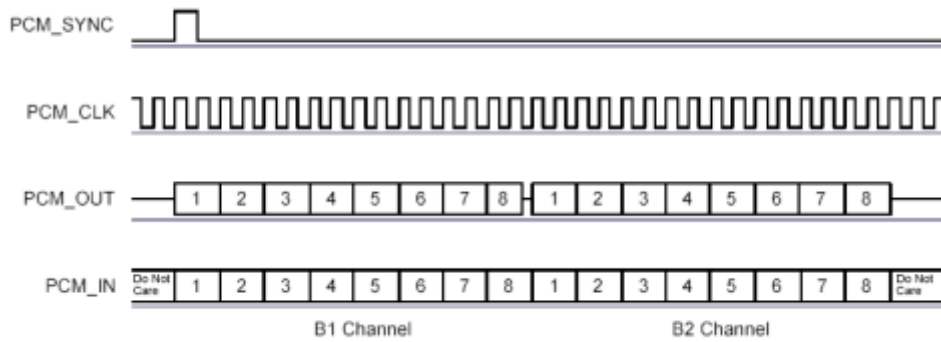 PCM_SYNC
PCM_CLK
PCM_OUT 1 2 3 4 5 6 7 8 1 2 3 4 5 6 7 8
PCM_IN Do Not Care 1 2 3 4 5 6 7 8 1 2 3 4 5 6 7 8 Do Not Care
B1 Channel B2 Channel